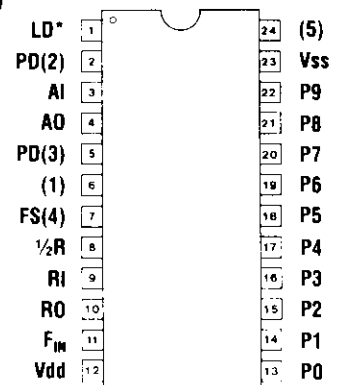 LD* 1 24 (5)
PD(2) 2 23 Vss
AI 3 22 P9
AO 4 21 P8
PD(3) 5 20 P7
(1) 6 19 P6
FS(4) 7 18 P5
½R 8 17 P4
RI 9 16 P3
RO 10 15 P2
FIN 11 14 P1
Vdd 12 13 P0